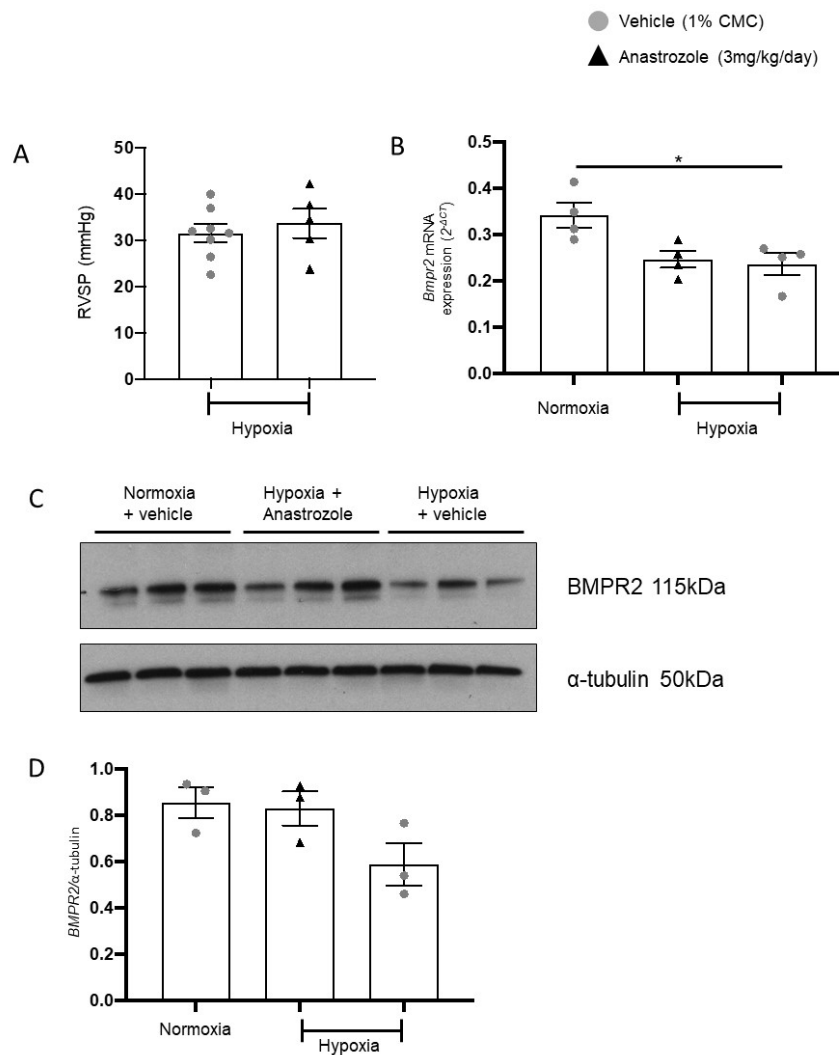 Vehicle (1% CMC)
Anastrozole (3mg/kg/day)
A
RVSP (mmHg)
50
40
30
20
10
0
Hypoxia
B
Bmpr2 mRNA
expression (2-ΔCT)
0.5
0.4
0.3
0.2
0.1
0.0
*
Normoxia
Hypoxia
C
Normoxia
+ vehicle
Hypoxia +
Anastrozole
Hypoxia
+ vehicle
BMPR2 115kDa
α-tubulin 50kDa
D
BMPR2/α-tubulin
1.0
0.8
0.6
0.4
0.2
0.0
Normoxia
Hypoxia